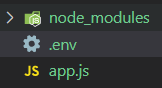 node_modules
.env
JS app.js